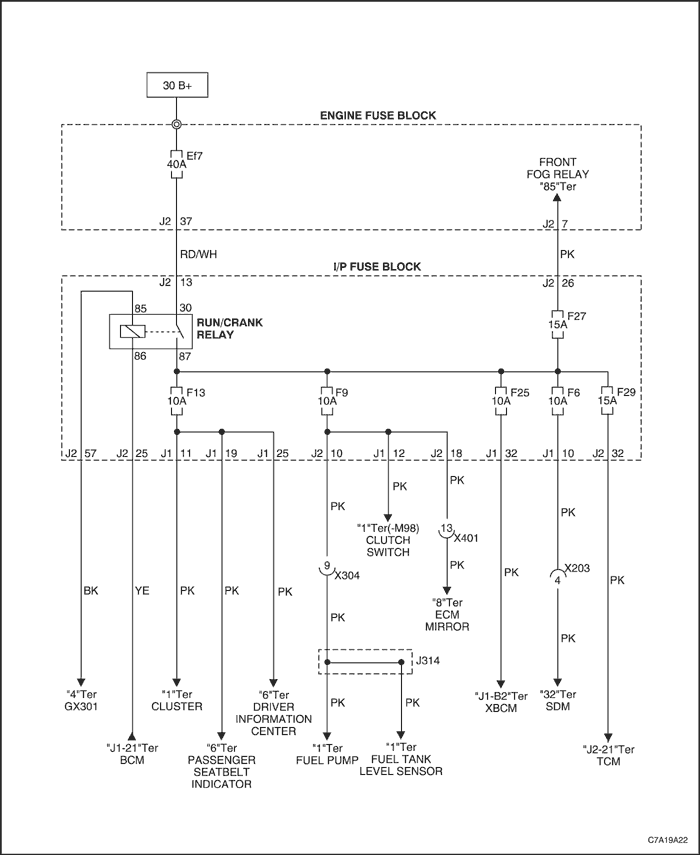 30 B+
ENGINE FUSE BLOCK
Ef7
40A
FRONT
FOG RELAY
"85"Ter
J2 37
J2 7
RD/WH
PK
I/P FUSE BLOCK
J2 13
J2 26
85
30
RUN/CRANK
RELAY
F27
15A
86
87
F13
10A
F9
10A
F25
10A
F6
10A
F29
15A
J2 57
J2 25
J1 11
J1 19
J1 25
J2 10
J1 12
J2 18
J1 32
J1 10
J2 32
PK
PK
PK
PK
"1"Ter(-M98)
CLUTCH
SWITCH
13
X401
9
X304
PK
X203
4
PK
PK
BK
YE
PK
PK
PK
"8"Ter
ECM
MIRROR
PK
PK
J314
"4"Ter
GX301
"1"Ter
CLUSTER
"6"Ter
DRIVER
INFORMATION
CENTER
PK
PK
"J1-B2"Ter
XBCM
"32"Ter
SDM
"J1-21"Ter
BCM
"6"Ter
PASSENGER
SEATBELT
INDICATOR
"1"Ter
FUEL PUMP
"1"Ter
FUEL TANK
LEVEL SENSOR
"J2-21"Ter
TCM
C7A19A22